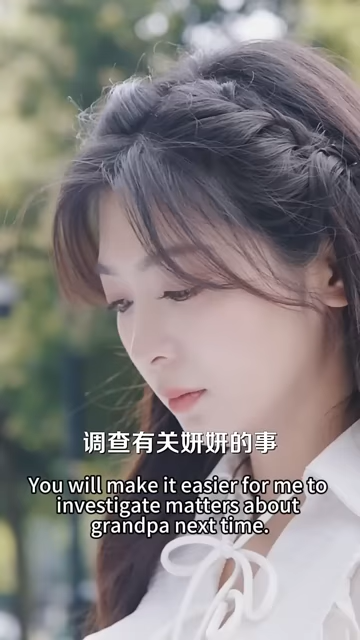 调查有关妍妍的事
You will make it easier for me to
investigate matters about
grandpa next time.